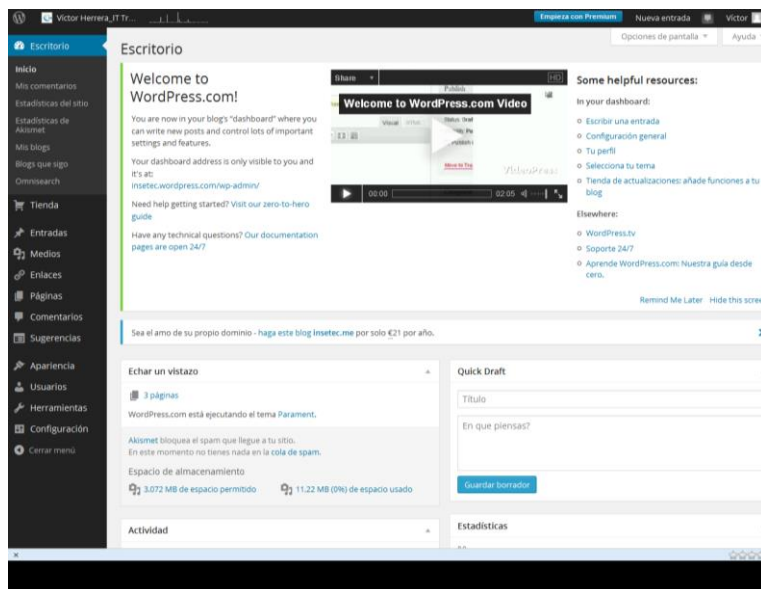 Victor Herrera_IT Tr...
Empieza con Premium
Nueva entrada
Víctor
Opciones de pantalla
Ayuda
Escritorio
Inicio
Mis comentarios
Estadísticas del sitio
Estadísticas de
Akismet
Mis blogs
Blogs que sigo
Omnisearch
Tienda
Entradas
Medios
Enlaces
Páginas
Comentarios
Sugerencias
Apariencia
Usuarios
Herramientas
Configuración
Cerrar menú
Escritorio
Welcome to
WordPress.com!
You are now in your blog's "dashboard" where you
can write new posts and control lots of important
settings and features.
Your dashboard address is only visible to you and
it's at:
insetec.wordpress.com/wp-admin/
Need help getting started? Visit our zero-to-hero
guide
Have any technical questions? Our documentation
pages are open 24/7
Share
HD
Publish
Welcome to WordPress.com Video
Visual
Move to Tra
VideoPress
00:00
02:05
Some helpful resources:
In your dashboard:
Escribir una entrada
Configuración general
Tu perfil
Selecciona tu tema
Tienda de actualizaciones: añade funciones a tu
blog
Elsewhere:
WordPress.tv
Soporte 24/7
Aprende WordPress.com: Nuestra guía desde
cero.
Remind Me Later
Hide this scree
Sea el amo de su propio dominio - haga este blog insetec.me por solo €21 por año.
Echar un vistazo
3 páginas
WordPress.com está ejecutando el tema Parament.
Akismet bloquea el spam que llegue a tu sitio.
En este momento no tienes nada en la cola de spam.
Espacio de almacenamiento
3.072 MB de espacio permitido
11,22 MB (0%) de espacio usado
Actividad
Quick Draft
Título
En que piensas?
Guardar borrador
Estadísticas